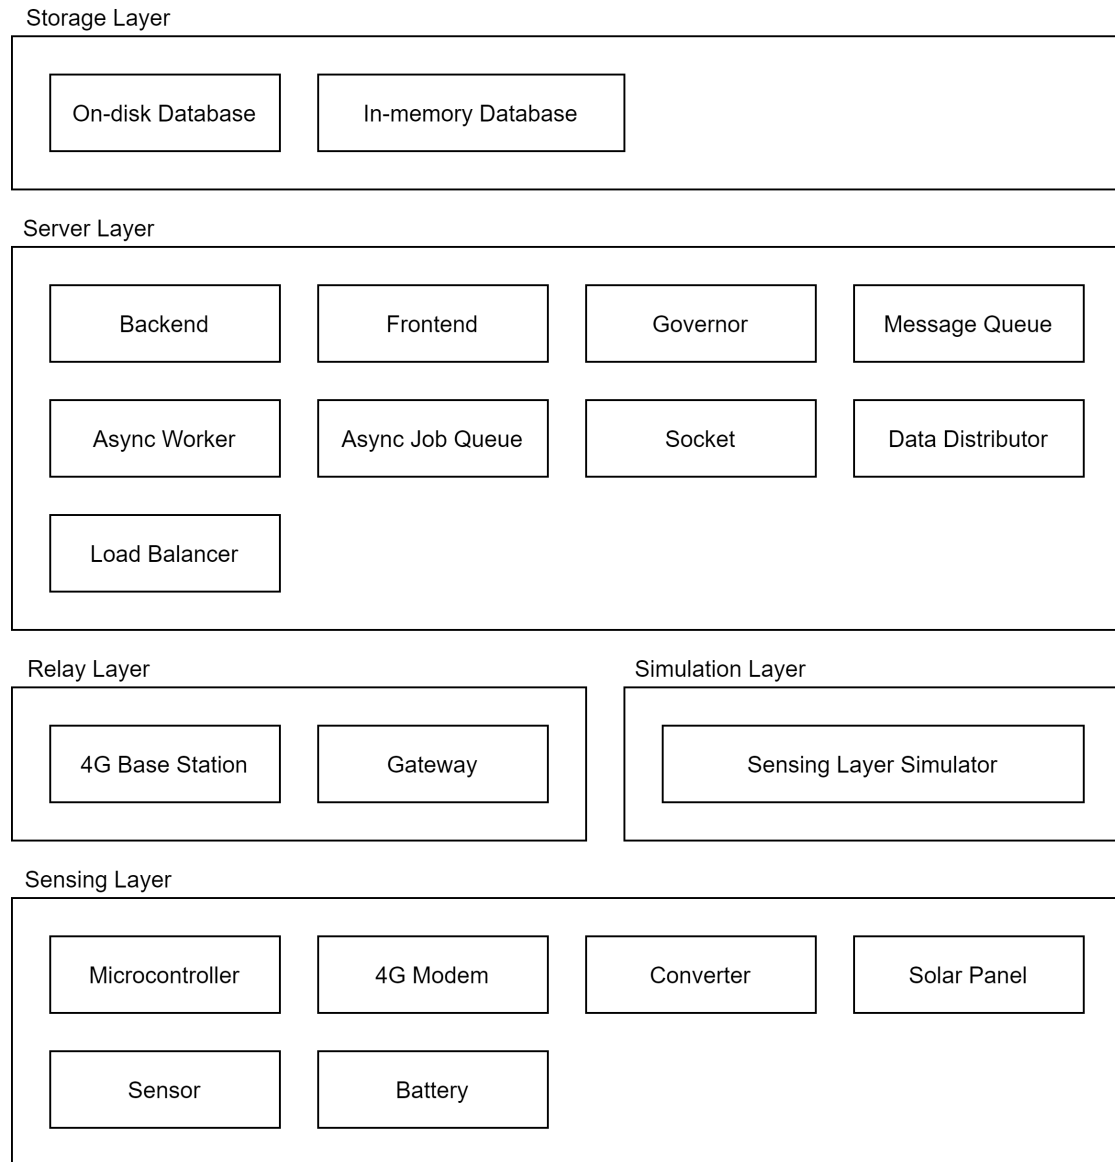 Storage Layer
On-disk Database
In-memory Database
Server Layer
Backend
Frontend
Governor
Message Queue
Async Worker
Async Job Queue
Socket
Data Distributor
Load Balancer
Relay Layer
4G Base Station
Gateway
Simulation Layer
Sensing Layer Simulator
Sensing Layer
Microcontroller
4G Modem
Converter
Solar Panel
Sensor
Battery